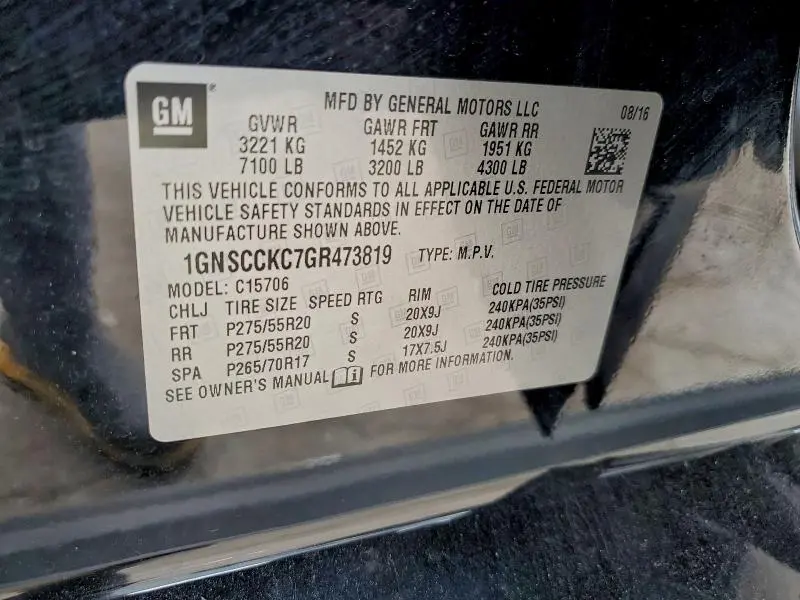 GM
MFD BY GENERAL MOTORS LLC 08/16
GVWR GAWR FRT GAWR RR
3221 KG 1452 KG 1951 KG
7100 LB 3200 LB 4300 LB
THIS VEHICLE CONFORMS TO ALL APPLICABLE U.S. FEDERAL MOTOR
VEHICLE SAFETY STANDARDS IN EFFECT ON THE DATE OF
MANUFACTURE SHOWN ABOVE.
1GNSCCKC7GR473819 TYPE: M.P.V.
MODEL: C15706
CHLJ TIRE SIZE SPEED RTG RIM COLD TIRE PRESSURE
FRT P275/55R20 S 20X9J 240KPA(35PSI)
RR P275/55R20 S 20X9J 240KPA(35PSI)
SPA P265/70R17 S 17X7.5J 240KPA(35PSI)
SEE OWNER'S MANUAL FOR MORE INFORMATION.